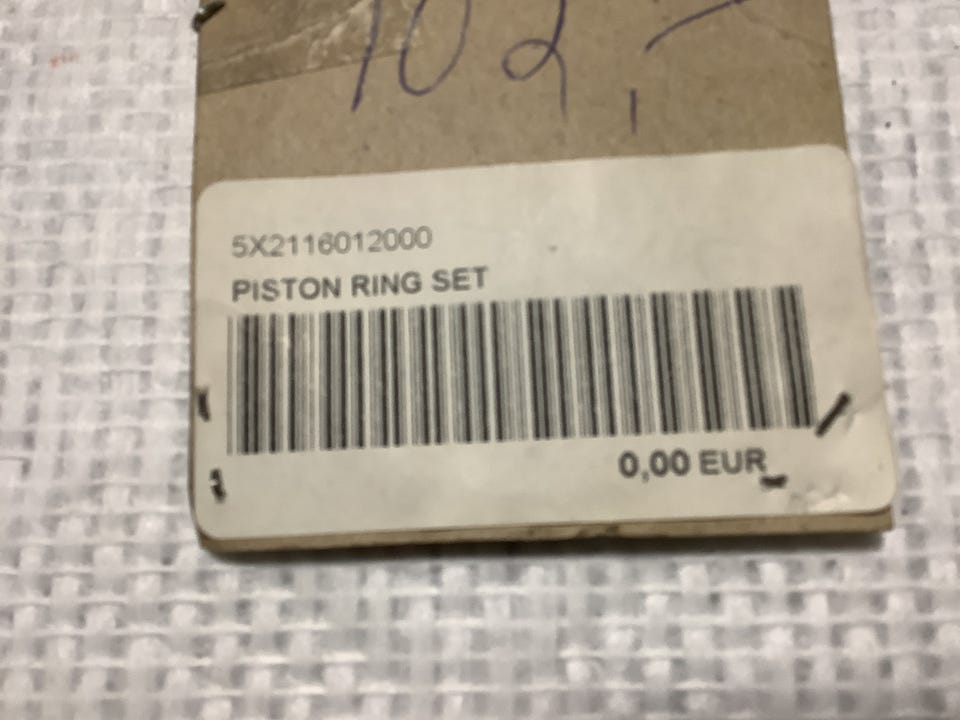 102,-
5X2116012000
PISTON RING SET
0,00 EUR